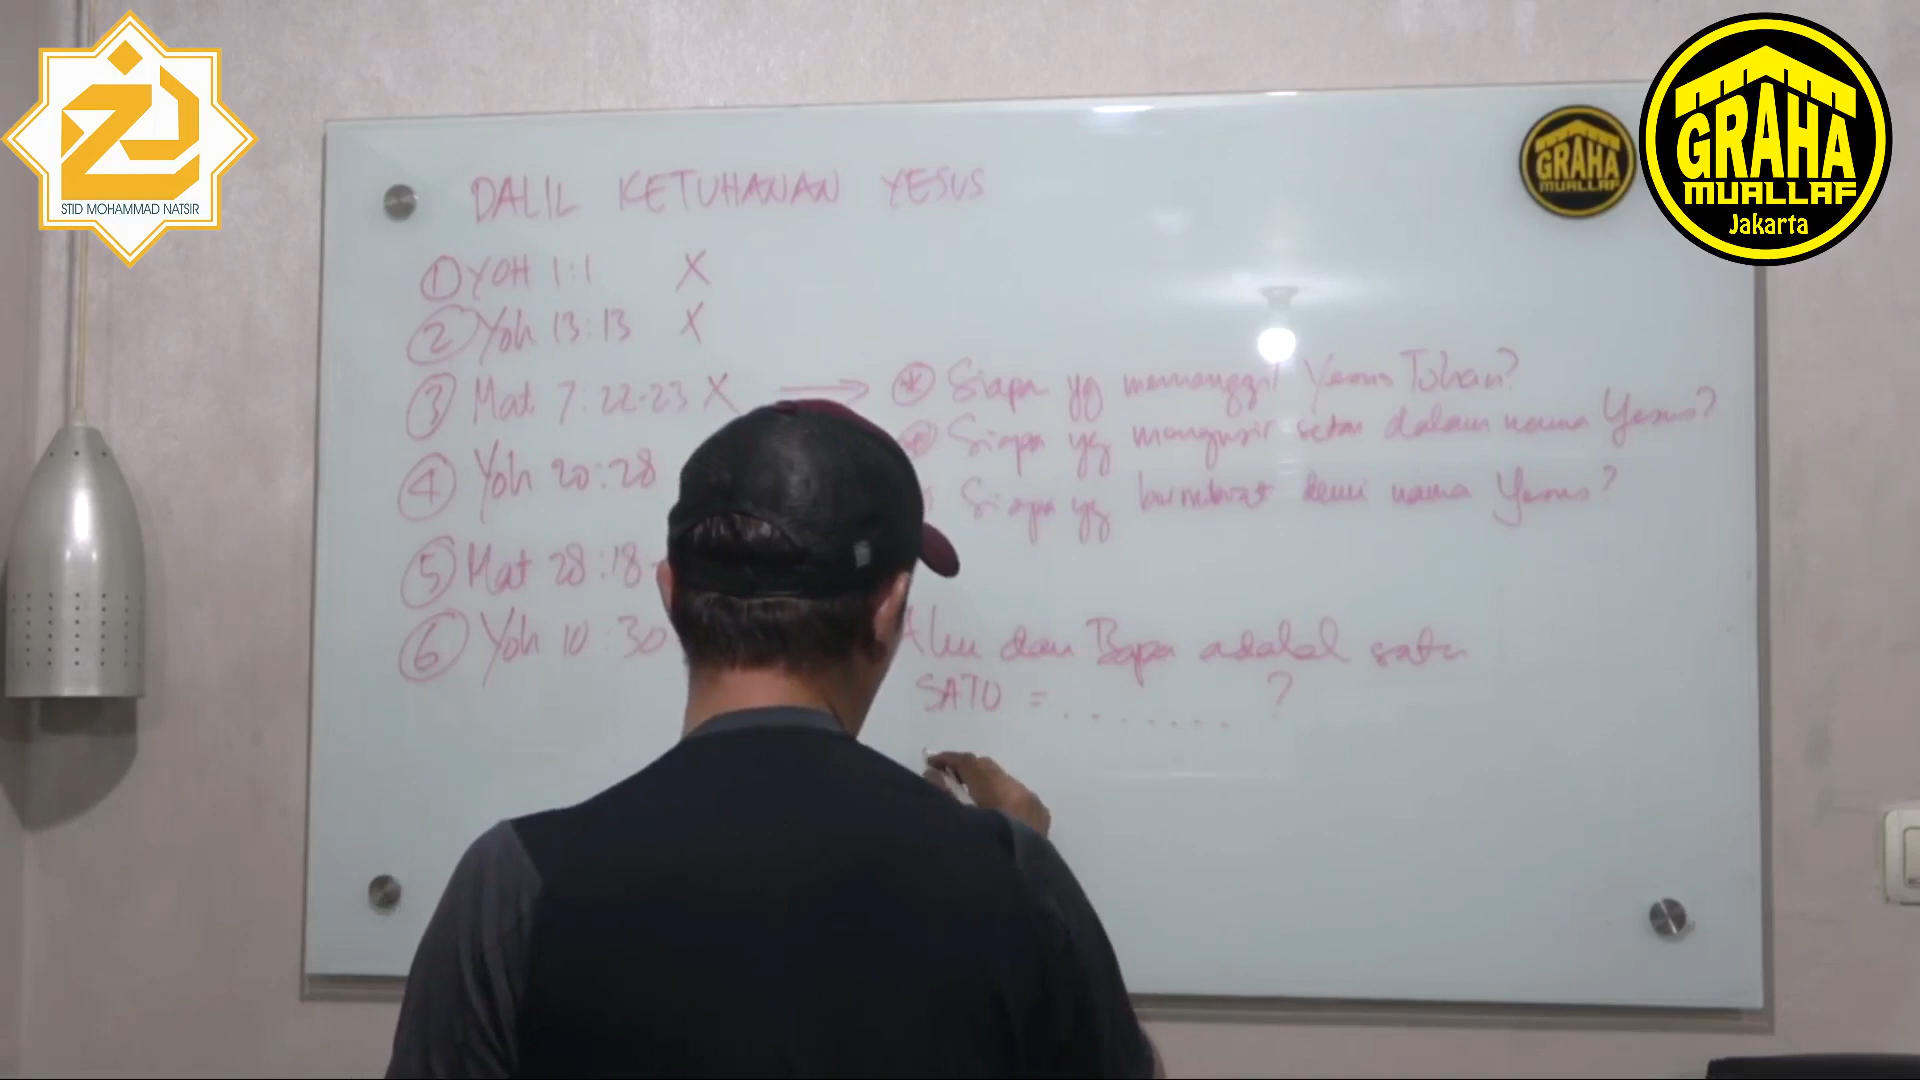 STID MOHAMMAD NATSIR
GRAHA
MUALLAF
Jakarta
GRAHA
MUALLAF
DALIL KETUHANAN YESUS
① YOH 1:1 X
② Yoh 13:13 X
③ Mat 7:22-23 X → * Siapa yg memanggil Yesus Tuhan?
* Siapa yg mengusir setan dalam nama Yesus?
④ Yoh 20:28
Siapa yg bernubuat demi nama Yesus?
⑤ Mat 28:18-
⑥ Yoh 10:30 Aku dan Bapa adalah satu
SATU = ....... ?